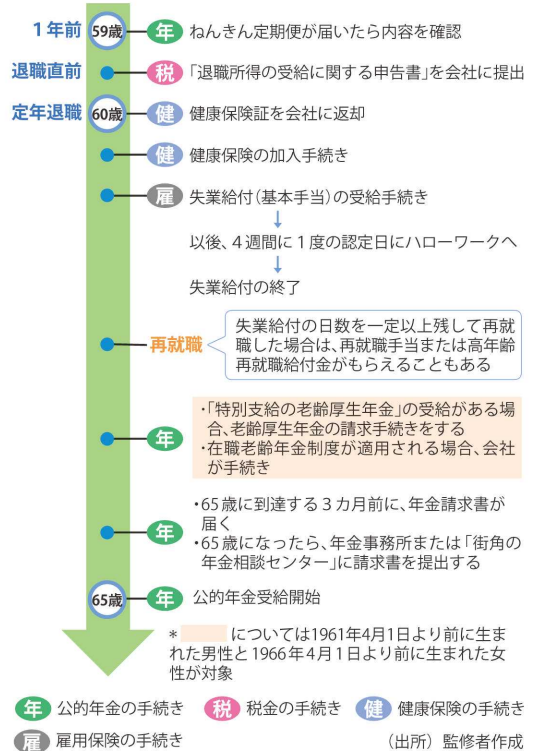 1年前 59歳 年 ねんきん定期便が届いたら内容を確認
退職直前 税 「退職所得の受給に関する申告書」を会社に提出
定年退職 60歳 健 健康保険証を会社に返却
健 健康保険の加入手続き
雇 失業給付(基本手当)の受給手続き
以後、4週間に1度の認定日にハローワークへ
失業給付の終了
再就職
失業給付の日数を一定以上残して再就
職した場合は、再就職手当または高年齢
再就職給付金がもらえることもある
年
・「特別支給の老齢厚生年金」の受給がある場
合、老齢厚生年金の請求手続きをする
・在職老齢年金制度が適用される場合、会社
が手続き
年
・65歳に到達する3カ月前に、年金請求書が
届く
・65歳になったら、年金事務所または「街角の
年金相談センター」に請求書を提出する
65歳 年 公的年金受給開始
* については1961年4月1日より前に生ま
れた男性と1966年4月1日より前に生まれた女
性が対象
年 公的年金の手続き 税 税金の手続き 健 健康保険の手続き
雇 雇用保険の手続き (出所)監修者作成